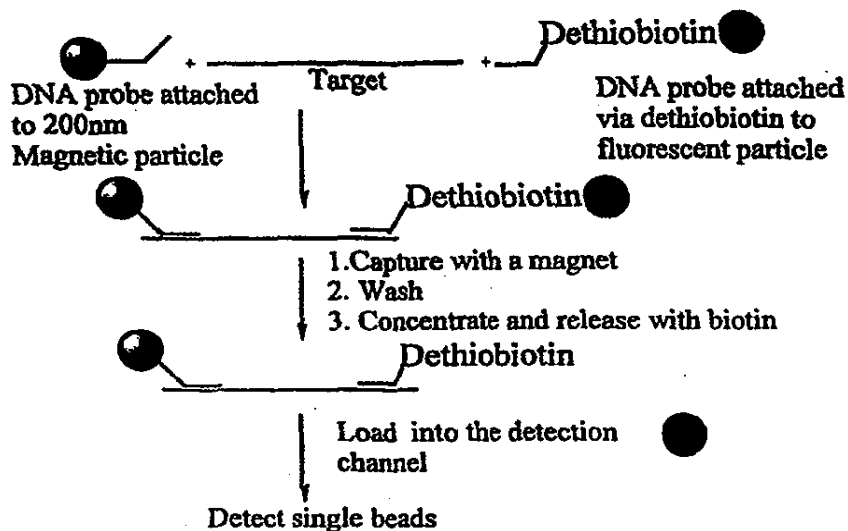 Dethiobiotin
+
+
Target
DNA probe attached
to 200nm
Magnetic particle
DNA probe attached
via dethiobiotin to
fluorescent particle
Dethiobiotin
1.Capture with a magnet
2. Wash
3. Concentrate and release with biotin
Dethiobiotin
Load into the detection
channel
Detect single beads